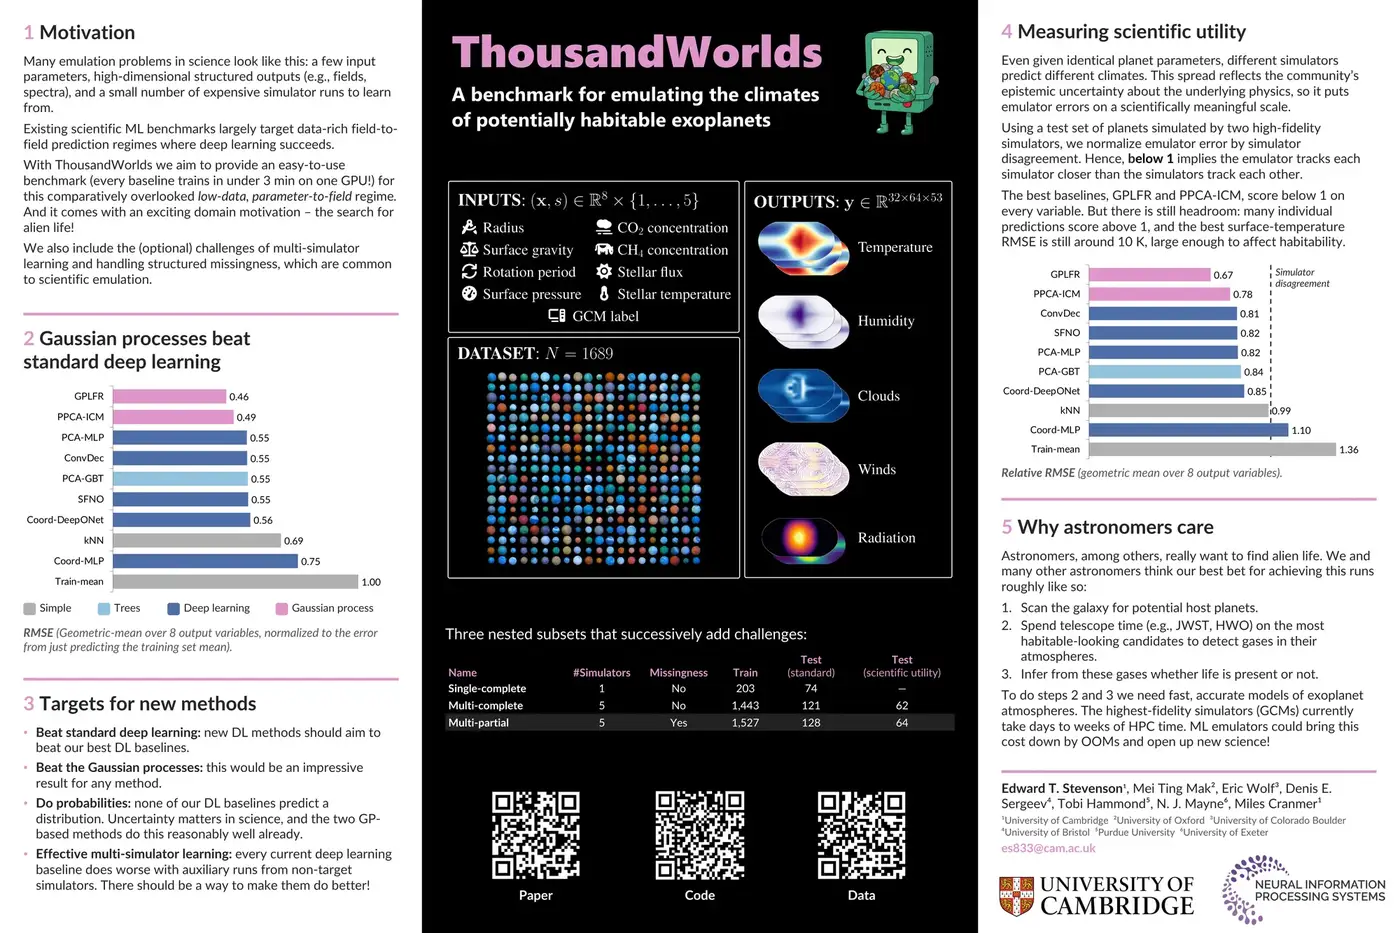 1 Motivation
Many emulation problems in science look like this: a few input
parameters, high-dimensional structured outputs (e.g., fields,
spectra), and a small number of expensive simulator runs to learn
from.
Existing scientific ML benchmarks largely target data-rich field-to-
field prediction regimes where deep learning succeeds.
With ThousandWorlds we aim to provide an easy-to-use
benchmark (every baseline trains in under 3 min on one GPU!) for
this comparatively overlooked low-data, parameter-to-field regime.
And it comes with an exciting domain motivation – the search for
alien life!
We also include the (optional) challenges of multi-simulator
learning and handling structured missingness, which are common
to scientific emulation.
2 Gaussian processes beat
standard deep learning
GPLFR 0.46
PPCA-ICM 0.49
PCA-MLP 0.55
ConvDec 0.55
PCA-GBT 0.55
SFNO 0.55
Coord-DeepONet 0.56
kNN 0.69
Coord-MLP 0.75
Train-mean 1.00
Simple Trees Deep learning Gaussian process
RMSE (Geometric-mean over 8 output variables, normalized to the error
from just predicting the training set mean).
3 Targets for new methods
• Beat standard deep learning: new DL methods should aim to
beat our best DL baselines.
• Beat the Gaussian processes: this would be an impressive
result for any method.
• Do probabilities: none of our DL baselines predict a
distribution. Uncertainty matters in science, and the two GP-
based methods do this reasonably well already.
• Effective multi-simulator learning: every current deep learning
baseline does worse with auxiliary runs from non-target
simulators. There should be a way to make them do better!
ThousandWorlds
A benchmark for emulating the climates
of potentially habitable exoplanets
INPUTS: (x, s) ∈ ℝ⁸ × {1, . . . , 5}
Radius CO₂ concentration
Surface gravity CH₄ concentration
Rotation period Stellar flux
Surface pressure Stellar temperature
GCM label
DATASET: N = 1689
OUTPUTS: y ∈ ℝ³²ˣ⁶⁴ˣ⁵³
Temperature
Humidity
Clouds
Winds
Radiation
Three nested subsets that successively add challenges:
Name #Simulators Missingness Train Test (standard) Test (scientific utility)
Single-complete 1 No 203 74 —
Multi-complete 5 No 1,443 121 62
Multi-partial 5 Yes 1,527 128 64
Paper Code Data
4 Measuring scientific utility
Even given identical planet parameters, different simulators
predict different climates. This spread reflects the community's
epistemic uncertainty about the underlying physics, so it puts
emulator errors on a scientifically meaningful scale.
Using a test set of planets simulated by two high-fidelity
simulators, we normalize emulator error by simulator
disagreement. Hence, below 1 implies the emulator tracks each
simulator closer than the simulators track each other.
The best baselines, GPLFR and PPCA-ICM, score below 1 on
every variable. But there is still headroom: many individual
predictions score above 1, and the best surface-temperature
RMSE is still around 10 K, large enough to affect habitability.
Simulator
disagreement
GPLFR 0.67
PPCA-ICM 0.78
ConvDec 0.81
SFNO 0.82
PCA-MLP 0.82
PCA-GBT 0.84
Coord-DeepONet 0.85
kNN 0.99
Coord-MLP 1.10
Train-mean 1.36
Relative RMSE (geometric mean over 8 output variables).
5 Why astronomers care
Astronomers, among others, really want to find alien life. We and
many other astronomers think our best bet for achieving this runs
roughly like so:
1. Scan the galaxy for potential host planets.
2. Spend telescope time (e.g., JWST, HWO) on the most
habitable-looking candidates to detect gases in their
atmospheres.
3. Infer from these gases whether life is present or not.
To do steps 2 and 3 we need fast, accurate models of exoplanet
atmospheres. The highest-fidelity simulators (GCMs) currently
take days to weeks of HPC time. ML emulators could bring this
cost down by OOMs and open up new science!
Edward T. Stevenson¹, Mei Ting Mak², Eric Wolf³, Denis E.
Sergeev⁴, Tobi Hammond⁵, N. J. Mayne⁶, Miles Cranmer¹
¹University of Cambridge ²University of Oxford ³University of Colorado Boulder
⁴University of Bristol ⁵Purdue University ⁶University of Exeter
es833@cam.ac.uk
UNIVERSITY OF
CAMBRIDGE
NEURAL INFORMATION
PROCESSING SYSTEMS